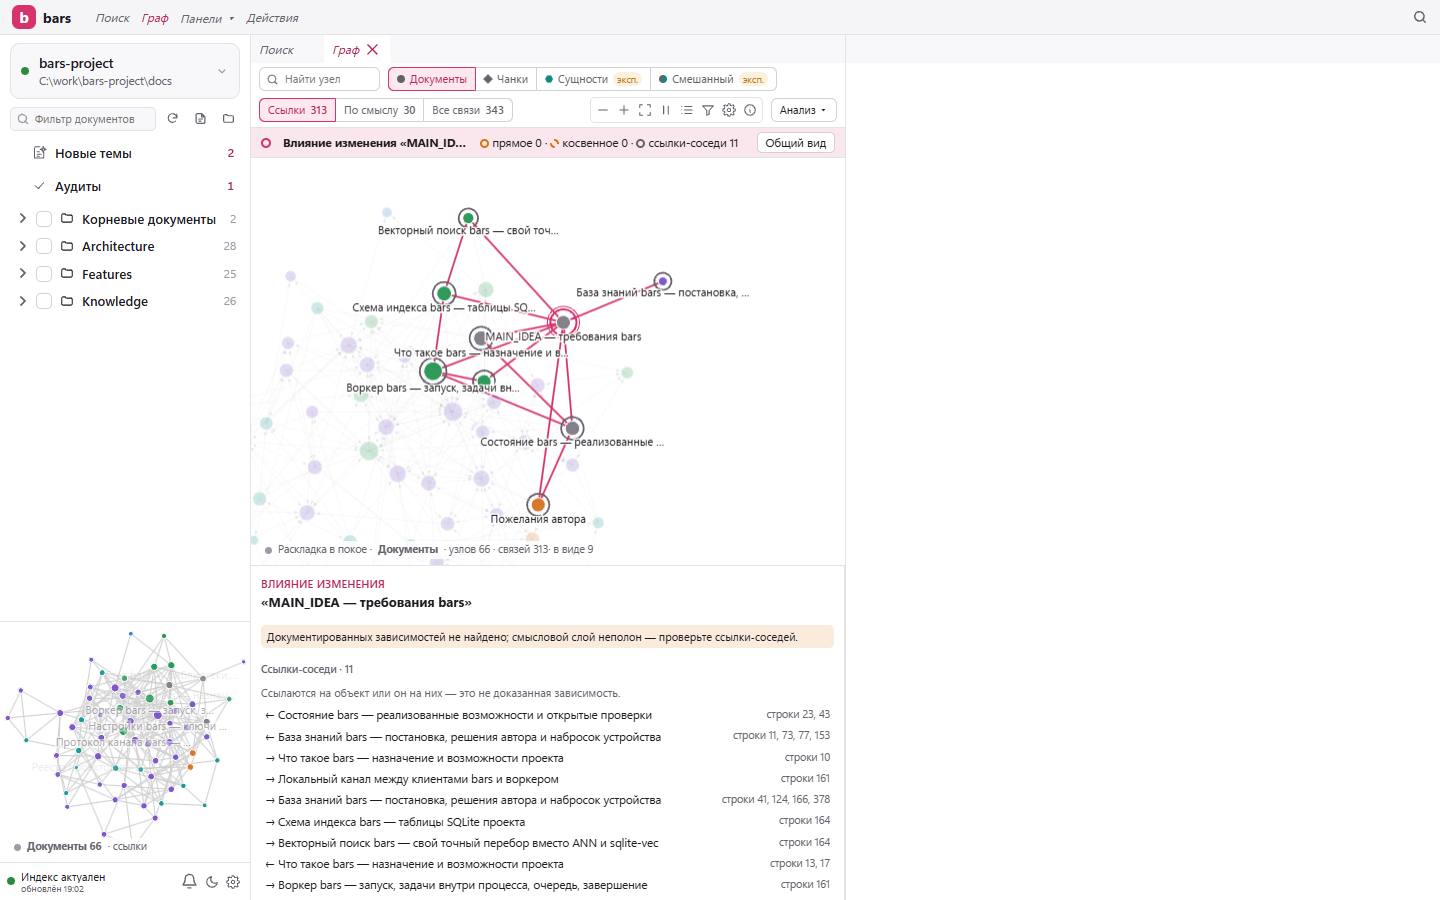 b bars Поиск Граф Панели Действия
bars-project
C:\work\bars-project\docs
Фильтр документов
Новые темы 2
Аудиты 1
Корневые документы 2
Architecture 28
Features 25
Knowledge 26
Воркер bars — запуск, з...
Настройки bars — ключи ...
Протокол канала bars — ...
Документы 66 · ссылки
Индекс актуален
обновлён 19:02
Поиск Граф
Найти узел Документы Чанки Сущности эксп. Смешанный эксп.
Ссылки 313 По смыслу 30 Все связи 343 Анализ
Влияние изменения «MAIN_ID... прямое 0 · косвенное 0 · ссылки-соседи 11 Общий вид
Векторный поиск bars — свой точ...
База знаний bars — постановка, ...
Схема индекса bars — таблицы SQ...
MAIN_IDEA — требования bars
Что такое bars — назначение и в...
Воркер bars — запуск, задачи вн...
Состояние bars — реализованные ...
Пожелания автора
Раскладка в покое · Документы · узлов 66 · связей 313 · в виде 9
ВЛИЯНИЕ ИЗМЕНЕНИЯ
«MAIN_IDEA — требования bars»
Документированных зависимостей не найдено; смысловой слой неполон — проверьте ссылки-соседей.
Ссылки-соседи · 11
Ссылаются на объект или он на них — это не доказанная зависимость.
← Состояние bars — реализованные возможности и открытые проверки строки 23, 43
← База знаний bars — постановка, решения автора и набросок устройства строки 11, 73, 77, 153
→ Что такое bars — назначение и возможности проекта строки 10
→ Локальный канал между клиентами bars и воркером строки 161
→ База знаний bars — постановка, решения автора и набросок устройства строки 41, 124, 166, 378
→ Схема индекса bars — таблицы SQLite проекта строки 164
→ Векторный поиск bars — свой точный перебор вместо ANN и sqlite-vec строки 164
← Что такое bars — назначение и возможности проекта строки 13, 17
→ Воркер bars — запуск, задачи внутри процесса, очередь, завершение строки 161